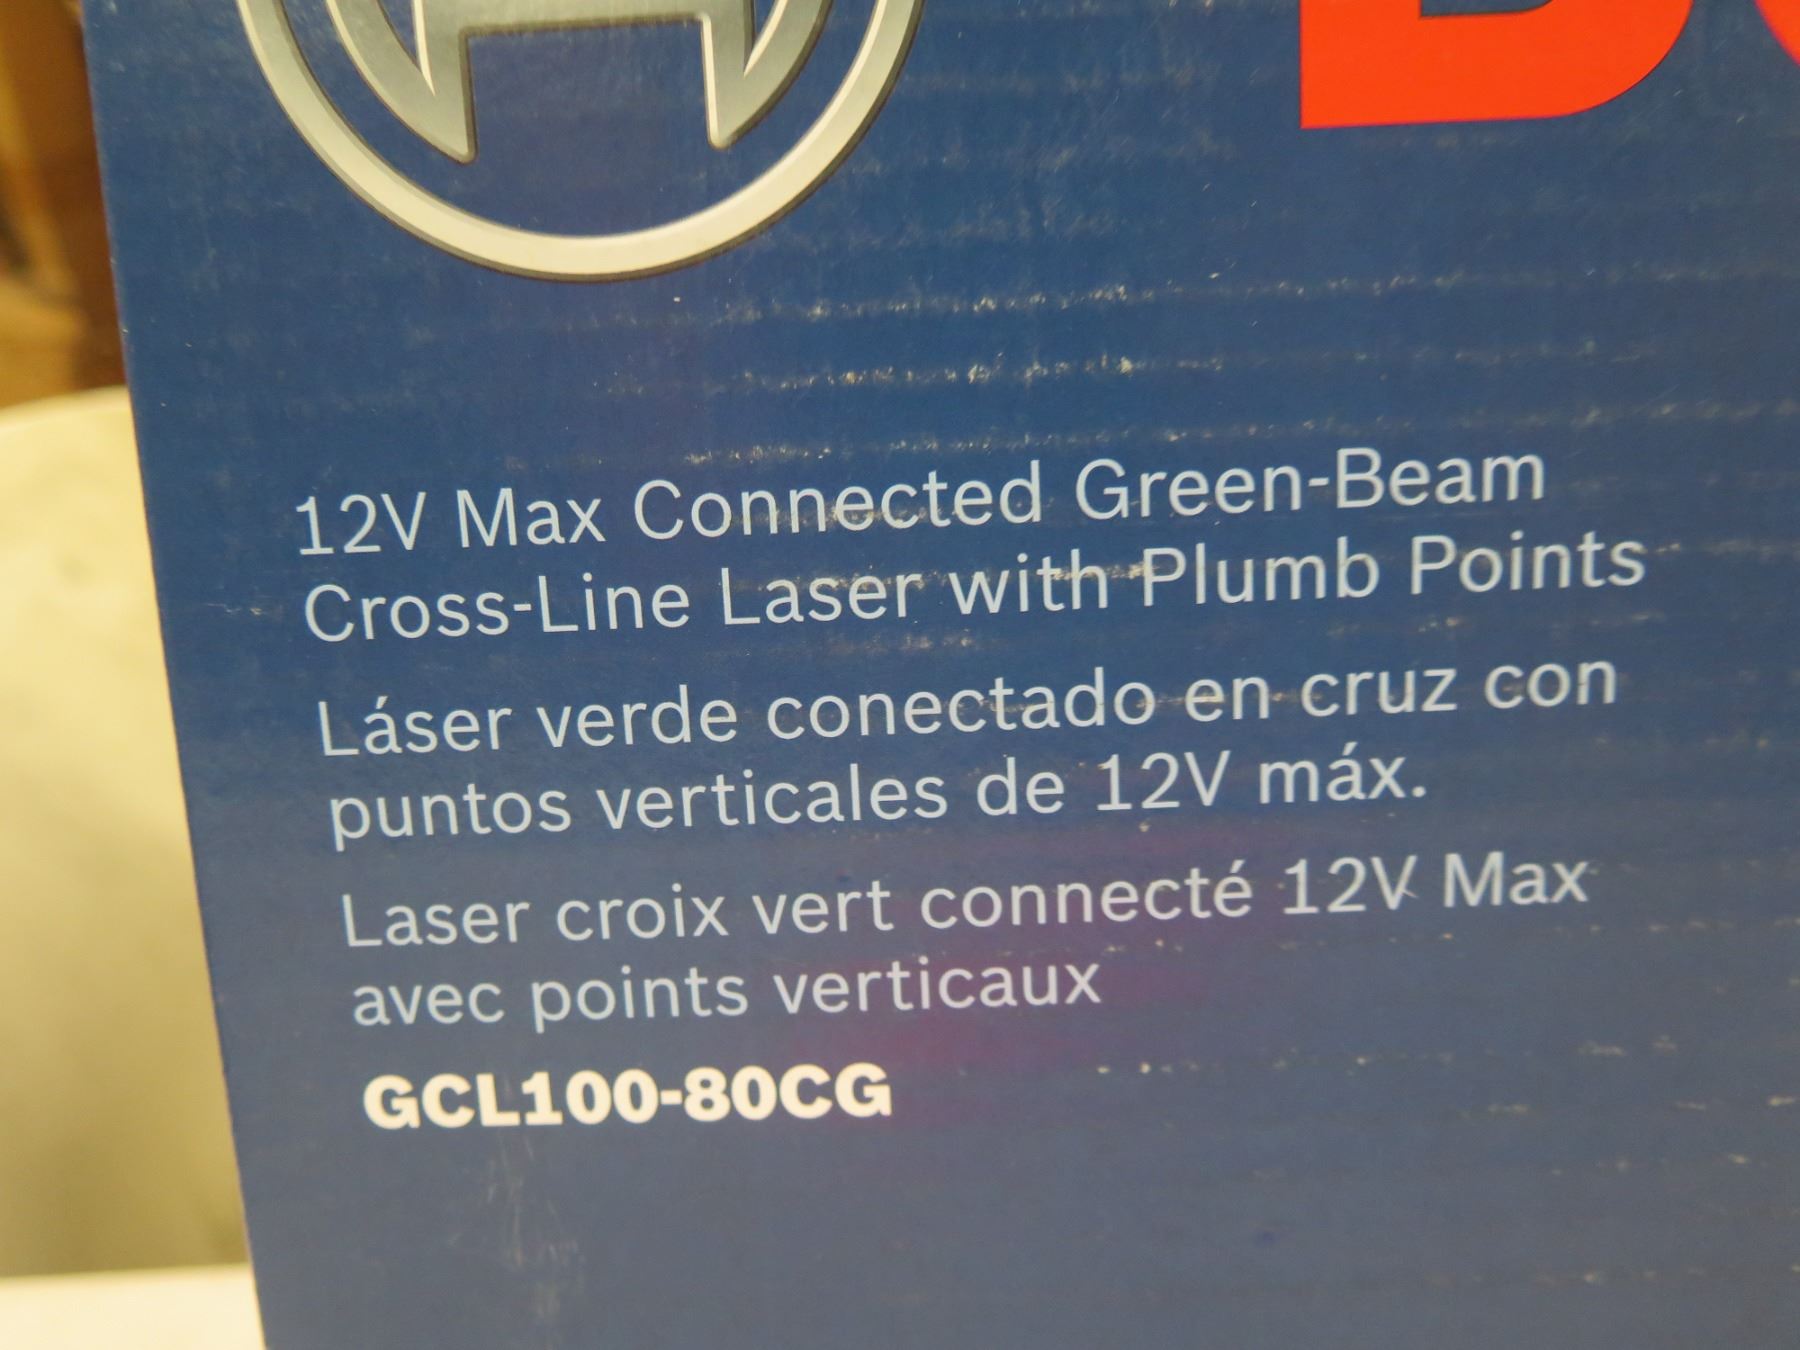 12V Max Connected Green-Beam
Cross-Line Laser with Plumb Points
Láser verde conectado en cruz con
puntos verticales de 12V máx.
Laser croix vert connecté 12V Max
avec points verticaux
GCL100-80CG